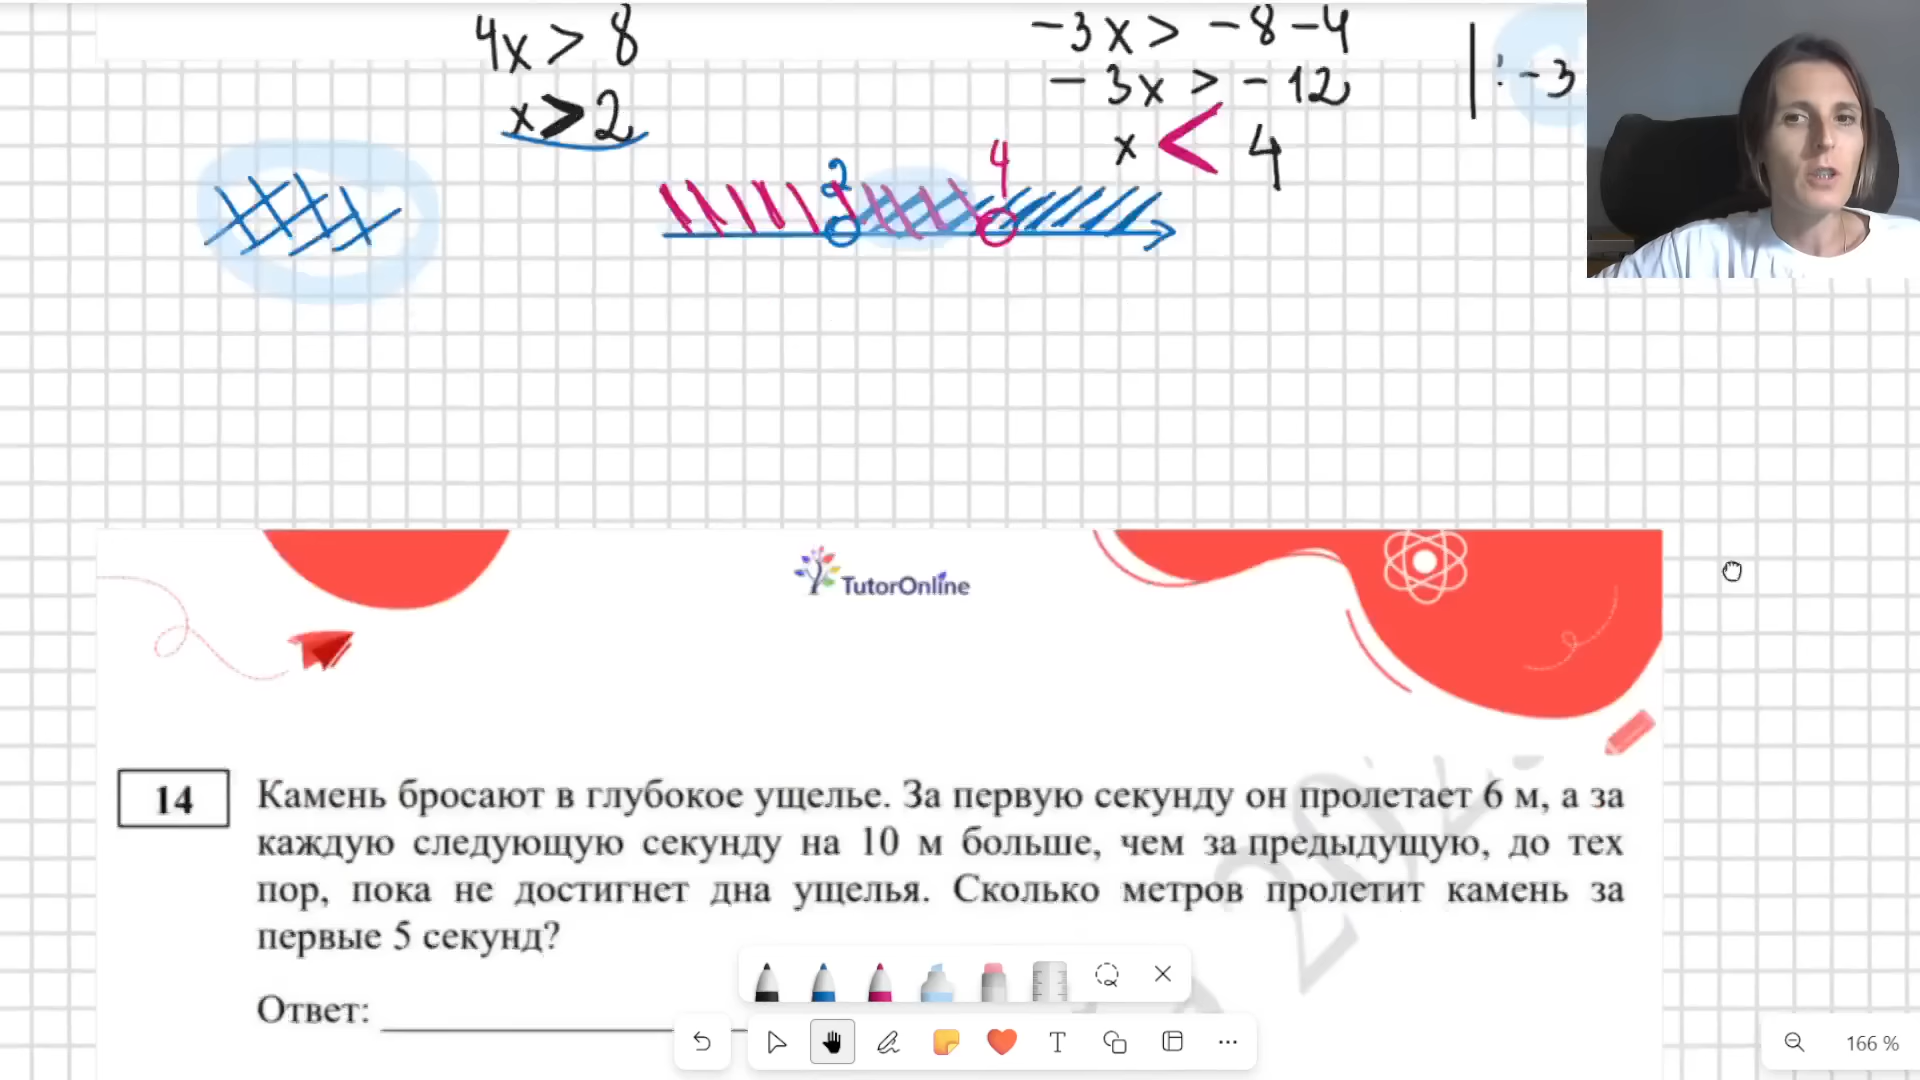 4x > 8
-3x > -8-4
- 3x > - 12
: -3
x > 2
x < 4
2
4
TutorOnline
14
Камень бросают в глубокое ущелье. За первую секунду он пролетает 6 м, а за
каждую следующую секунду на 10 м больше, чем за предыдущую, до тех
пор, пока не достигнет дна ущелья. Сколько метров пролетит камень за
первые 5 секунд?
Ответ:
166 %